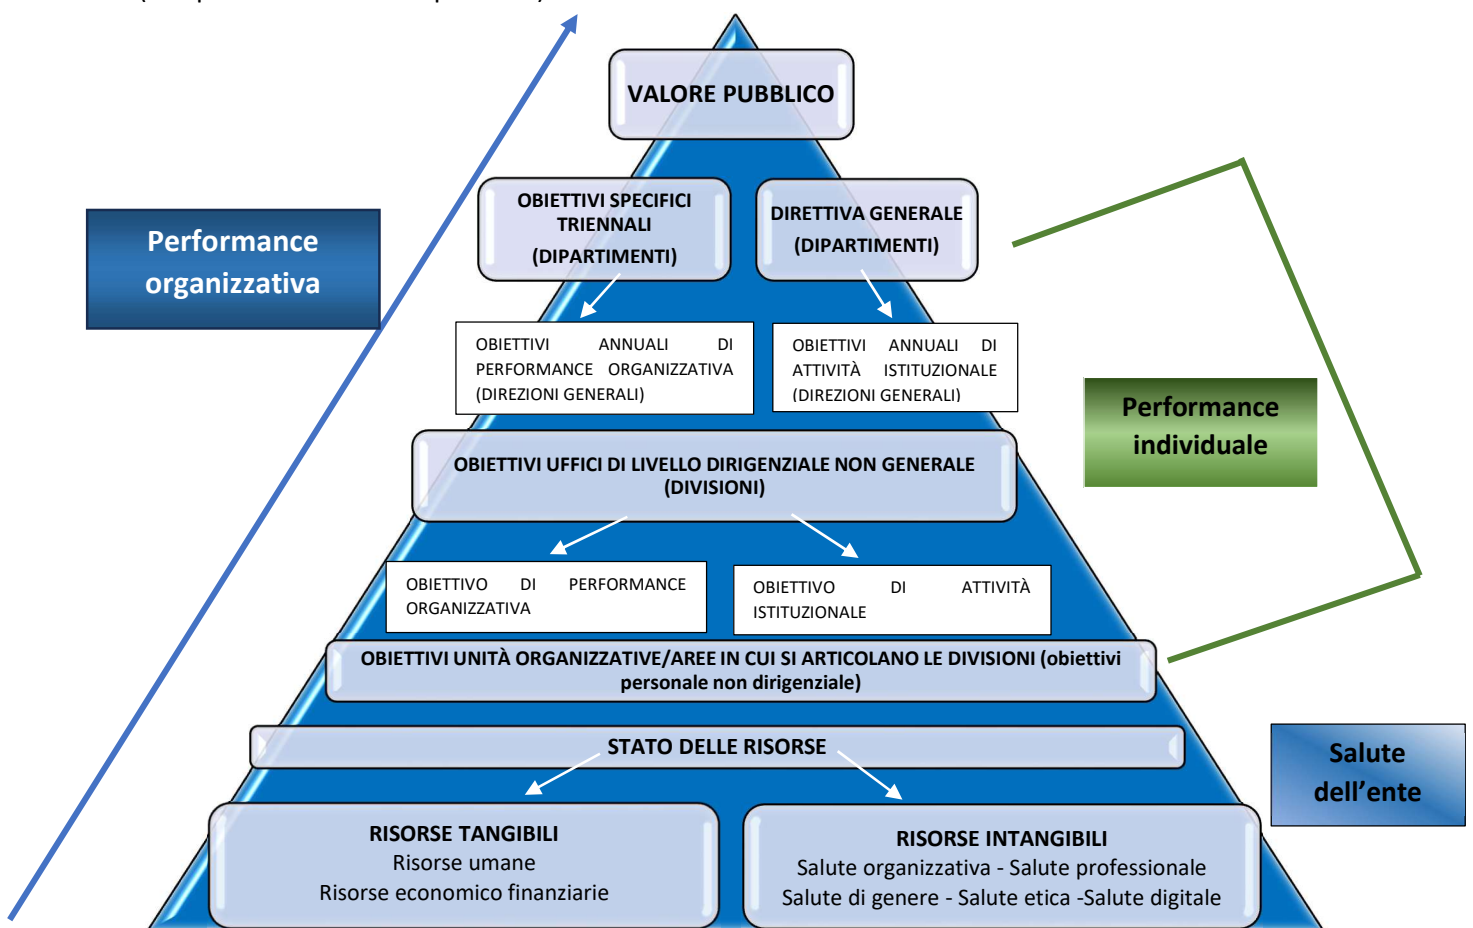 VALORE PUBBLICO
OBIETTIVI SPECIFICI
TRIENNALI
(DIPARTIMENTI)
DIRETTIVA GENERALE
(DIPARTIMENTI)
Performance
organizzativa
OBIETTIVI ANNUALI DI
PERFORMANCE ORGANIZZATIVA
(DIREZIONI GENERALI)
OBIETTIVI ANNUALI DI
ATTIVITÀ ISTITUZIONALE
(DIREZIONI GENERALI)
Performance
individuale
OBIETTIVI UFFICI DI LIVELLO DIRIGENZIALE NON GENERALE
(DIVISIONI)
OBIETTIVO DI PERFORMANCE
ORGANIZZATIVA
OBIETTIVO DI ATTIVITÀ
ISTITUZIONALE
OBIETTIVI UNITÀ ORGANIZZATIVE/AREE IN CUI SI ARTICOLANO LE DIVISIONI (obiettivi
personale non dirigenziale)
STATO DELLE RISORSE
Salute
dell’ente
RISORSE TANGIBILI
Risorse umane
Risorse economico finanziarie
RISORSE INTANGIBILI
Salute organizzativa - Salute professionale
Salute di genere - Salute etica -Salute digitale